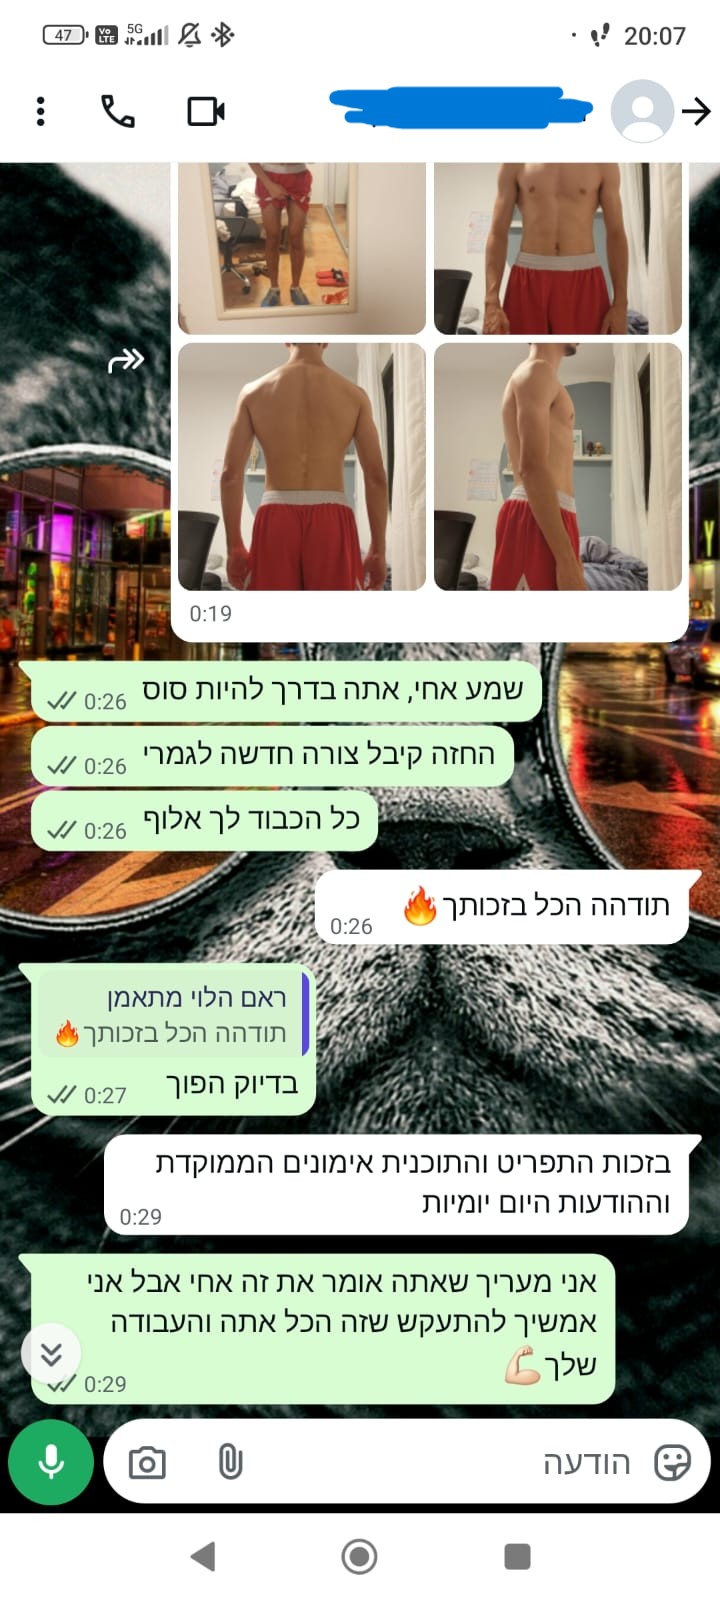 47 Vo LTE 5G 20:07
0:19
שמע אחי, אתה בדרך להיות סוס
0:26
החזה קיבל צורה חדשה לגמרי
0:26
כל הכבוד לך אלוף
0:26
תודהה הכל בזכותך🔥
0:26
ראם הלוי מתאמן
תודהה הכל בזכותך🔥
בדיוק הפוך
0:27
בזכות התפריט והתוכנית אימונים הממוקדת
וההודעות היום יומיות
0:29
אני מעריך שאתה אומר את זה אחי אבל אני
אמשיך להתעקש שזה הכל אתה והעבודה
שלך💪🏻
0:29
הודעה